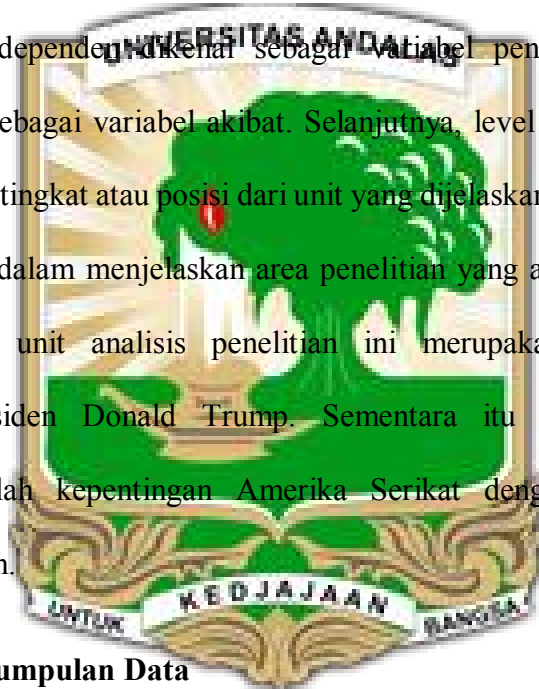 UNIVERSITAS ANDALAS
dependen dikenal sebagai variabel pen
ebagai variabel akibat. Selanjutnya, level
tingkat atau posisi dari unit yang dijelaskan
dalam menjelaskan area penelitian yang a
unit analisis penelitian ini merupaka
siden Donald Trump. Sementara itu
lah kepentingan Amerika Serikat deng
n.
UNTUK KEDJAJAAN BANGSA
umpulan Data